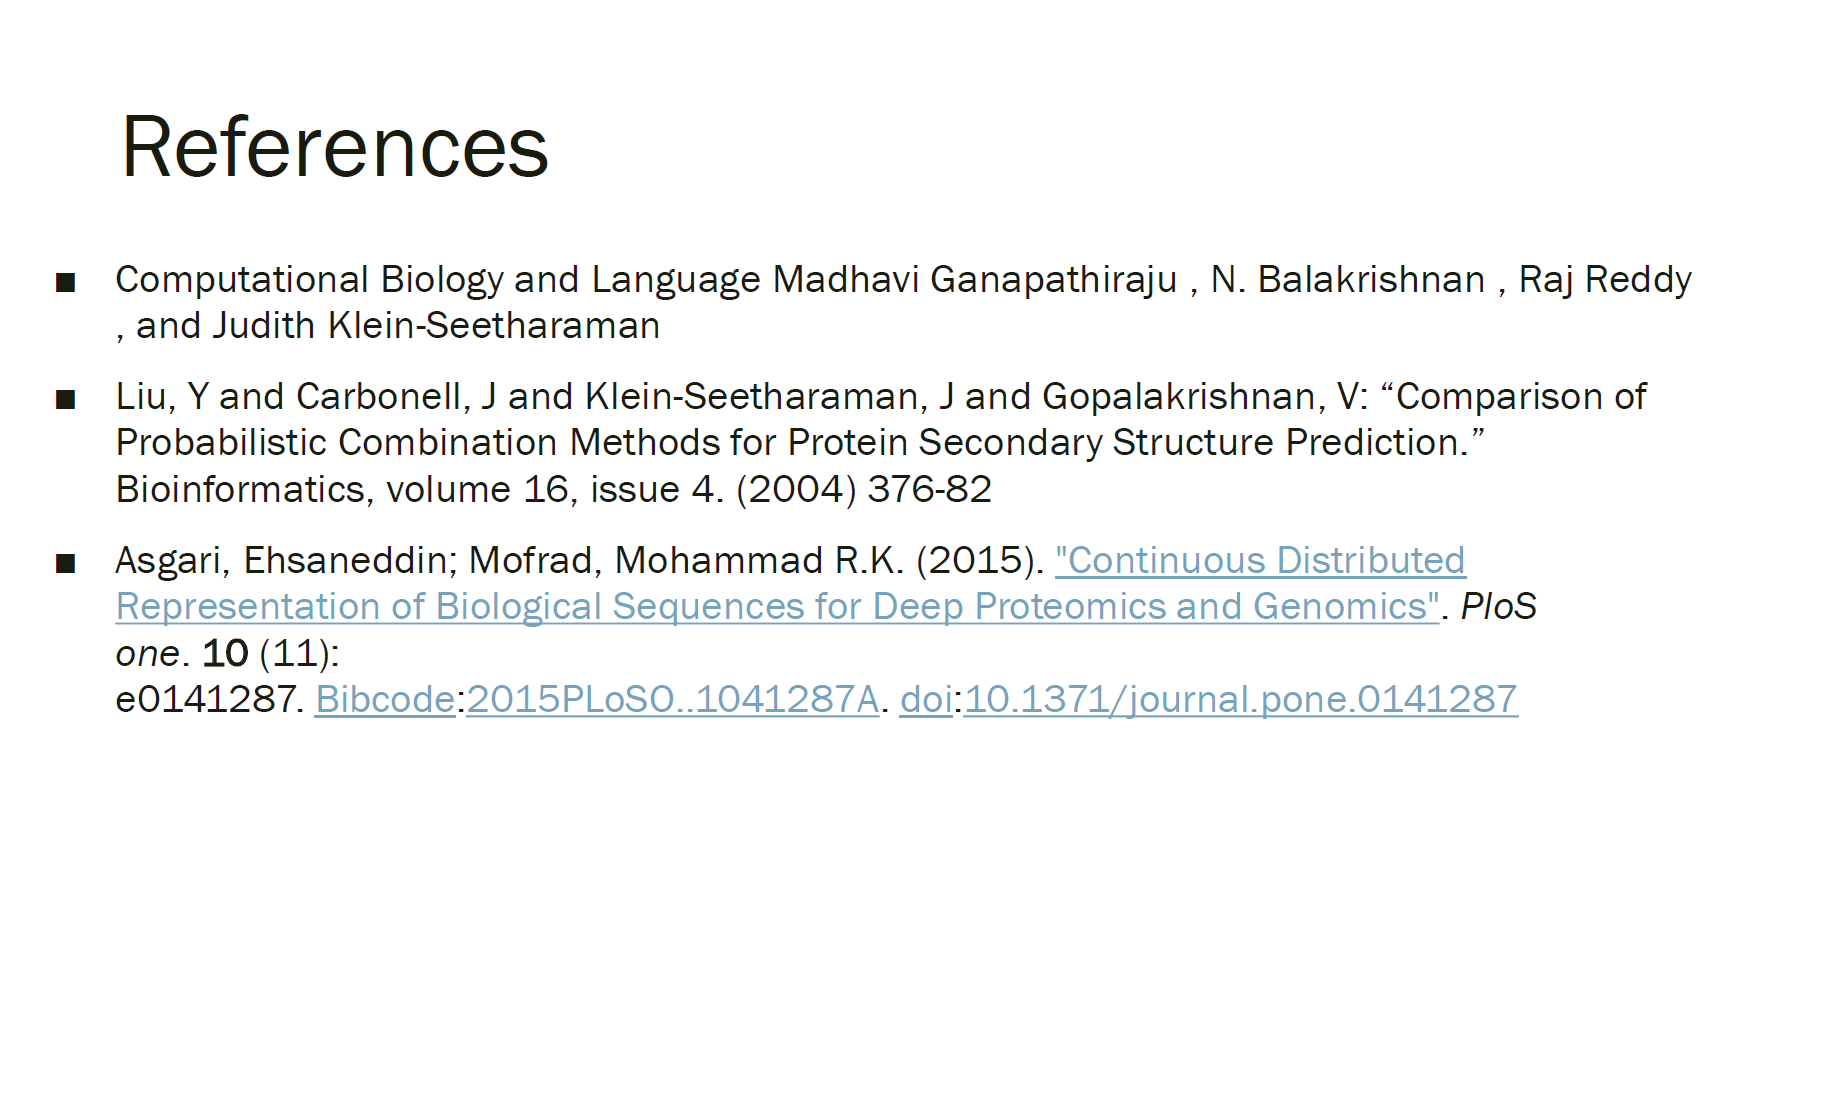 References
▪ Computational Biology and Language Madhavi Ganapathiraju , N. Balakrishnan , Raj Reddy
, and Judith Klein-Seetharaman
▪ Liu, Y and Carbonell, J and Klein-Seetharaman, J and Gopalakrishnan, V: “Comparison of
Probabilistic Combination Methods for Protein Secondary Structure Prediction.”
Bioinformatics, volume 16, issue 4. (2004) 376-82
▪ Asgari, Ehsaneddin; Mofrad, Mohammad R.K. (2015). "Continuous Distributed
Representation of Biological Sequences for Deep Proteomics and Genomics". PloS
one. 10 (11):
e0141287. Bibcode:2015PLoSO..1041287A. doi:10.1371/journal.pone.0141287